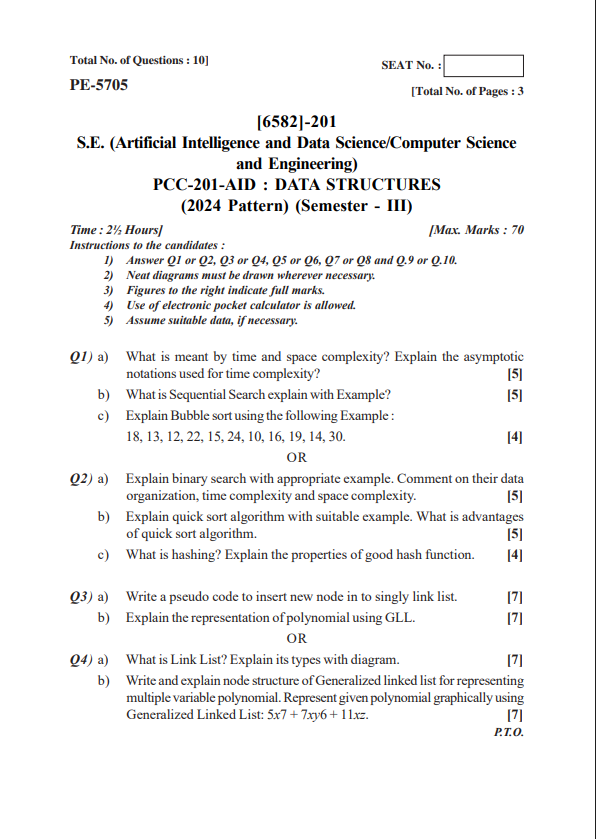 Total No. of Questions : 10]
SEAT No. :
PE-5705
[Total No. of Pages : 3
[6582]-201
S.E. (Artificial Intelligence and Data Science/Computer Science
and Engineering)
PCC-201-AID : DATA STRUCTURES
(2024 Pattern) (Semester - III)
Time : 2½ Hours] [Max. Marks : 70
Instructions to the candidates :
1) Answer Q1 or Q2, Q3 or Q4, Q5 or Q6, Q7 or Q8 and Q.9 or Q.10.
2) Neat diagrams must be drawn wherever necessary.
3) Figures to the right indicate full marks.
4) Use of electronic pocket calculator is allowed.
5) Assume suitable data, if necessary.
Q1) a) What is meant by time and space complexity? Explain the asymptotic
notations used for time complexity? [5]
b) What is Sequential Search explain with Example? [5]
c) Explain Bubble sort using the following Example :
18, 13, 12, 22, 15, 24, 10, 16, 19, 14, 30. [4]
OR
Q2) a) Explain binary search with appropriate example. Comment on their data
organization, time complexity and space complexity. [5]
b) Explain quick sort algorithm with suitable example. What is advantages
of quick sort algorithm. [5]
c) What is hashing? Explain the properties of good hash function. [4]
Q3) a) Write a pseudo code to insert new node in to singly link list. [7]
b) Explain the representation of polynomial using GLL. [7]
OR
Q4) a) What is Link List? Explain its types with diagram. [7]
b) Write and explain node structure of Generalized linked list for representing
multiple variable polynomial. Represent given polynomial graphically using
Generalized Linked List: 5x7 + 7xy6 + 11xz. [7]
P.T.O.